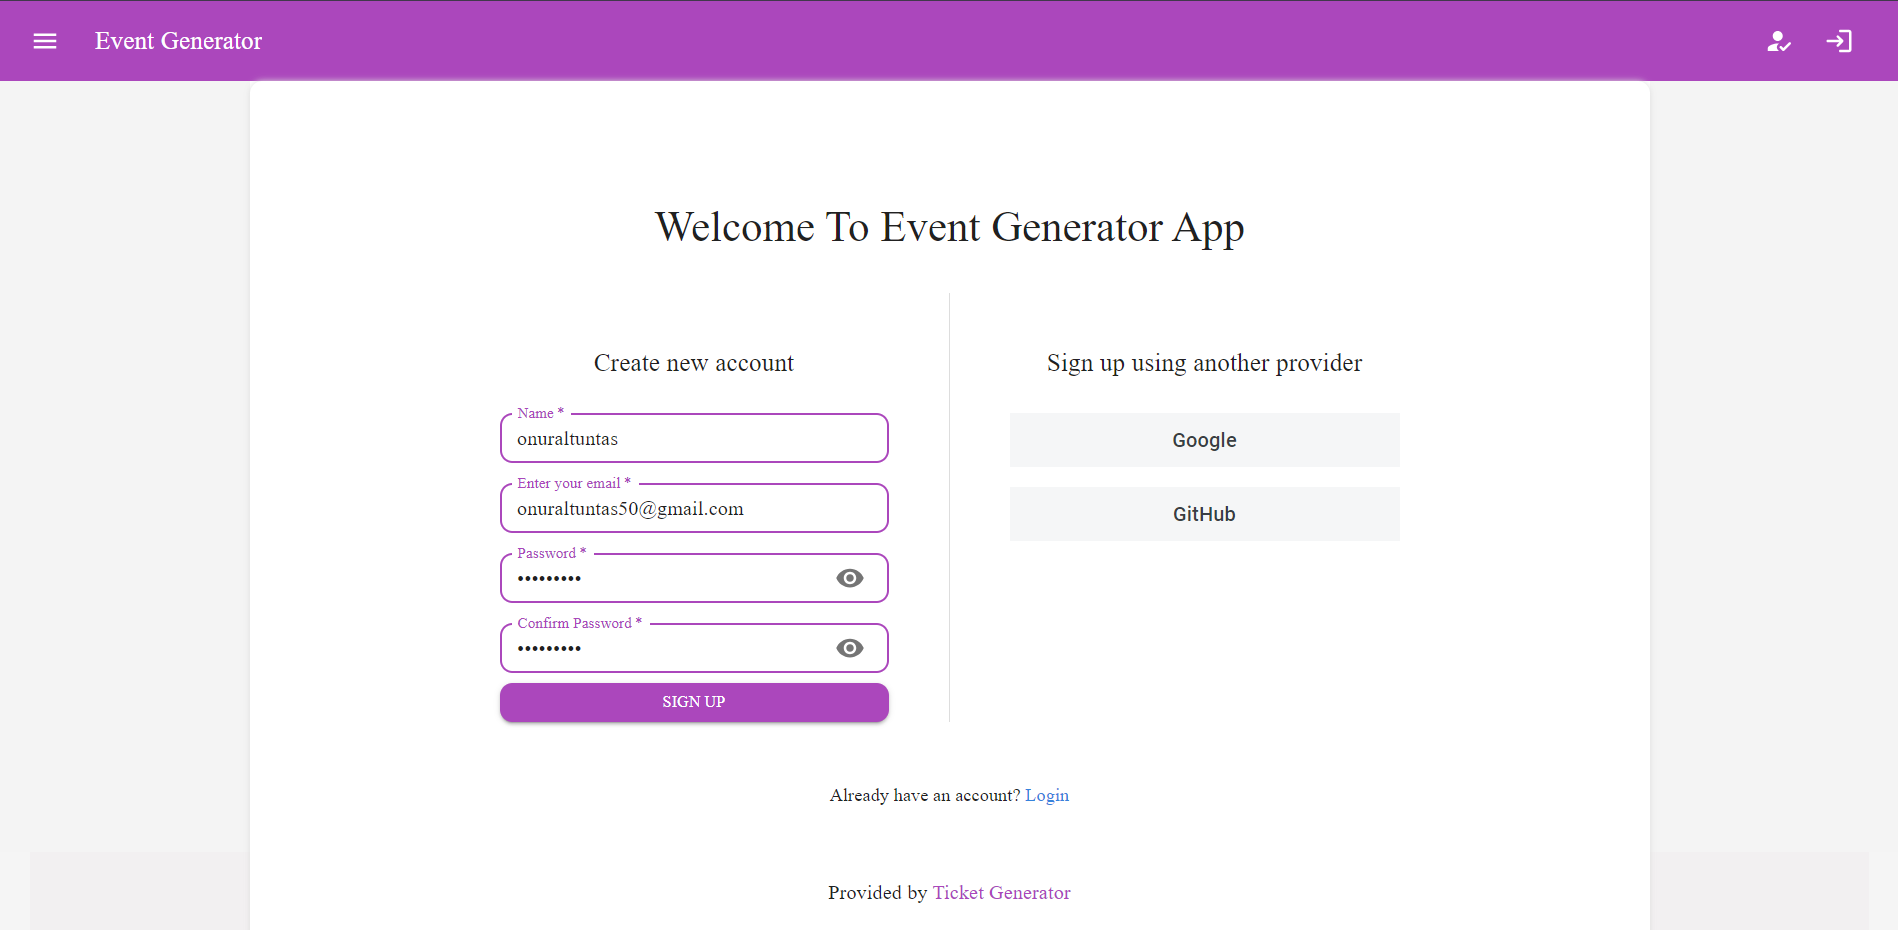 Event Generator
Welcome To Event Generator App
Create new account
Name *
onuraltuntas
Enter your email *
onuraltuntas50@gmail.com
Password *
•••••••••
Confirm Password *
•••••••••
SIGN UP
Sign up using another provider
Google
GitHub
Already have an account? Login
Provided by Ticket Generator